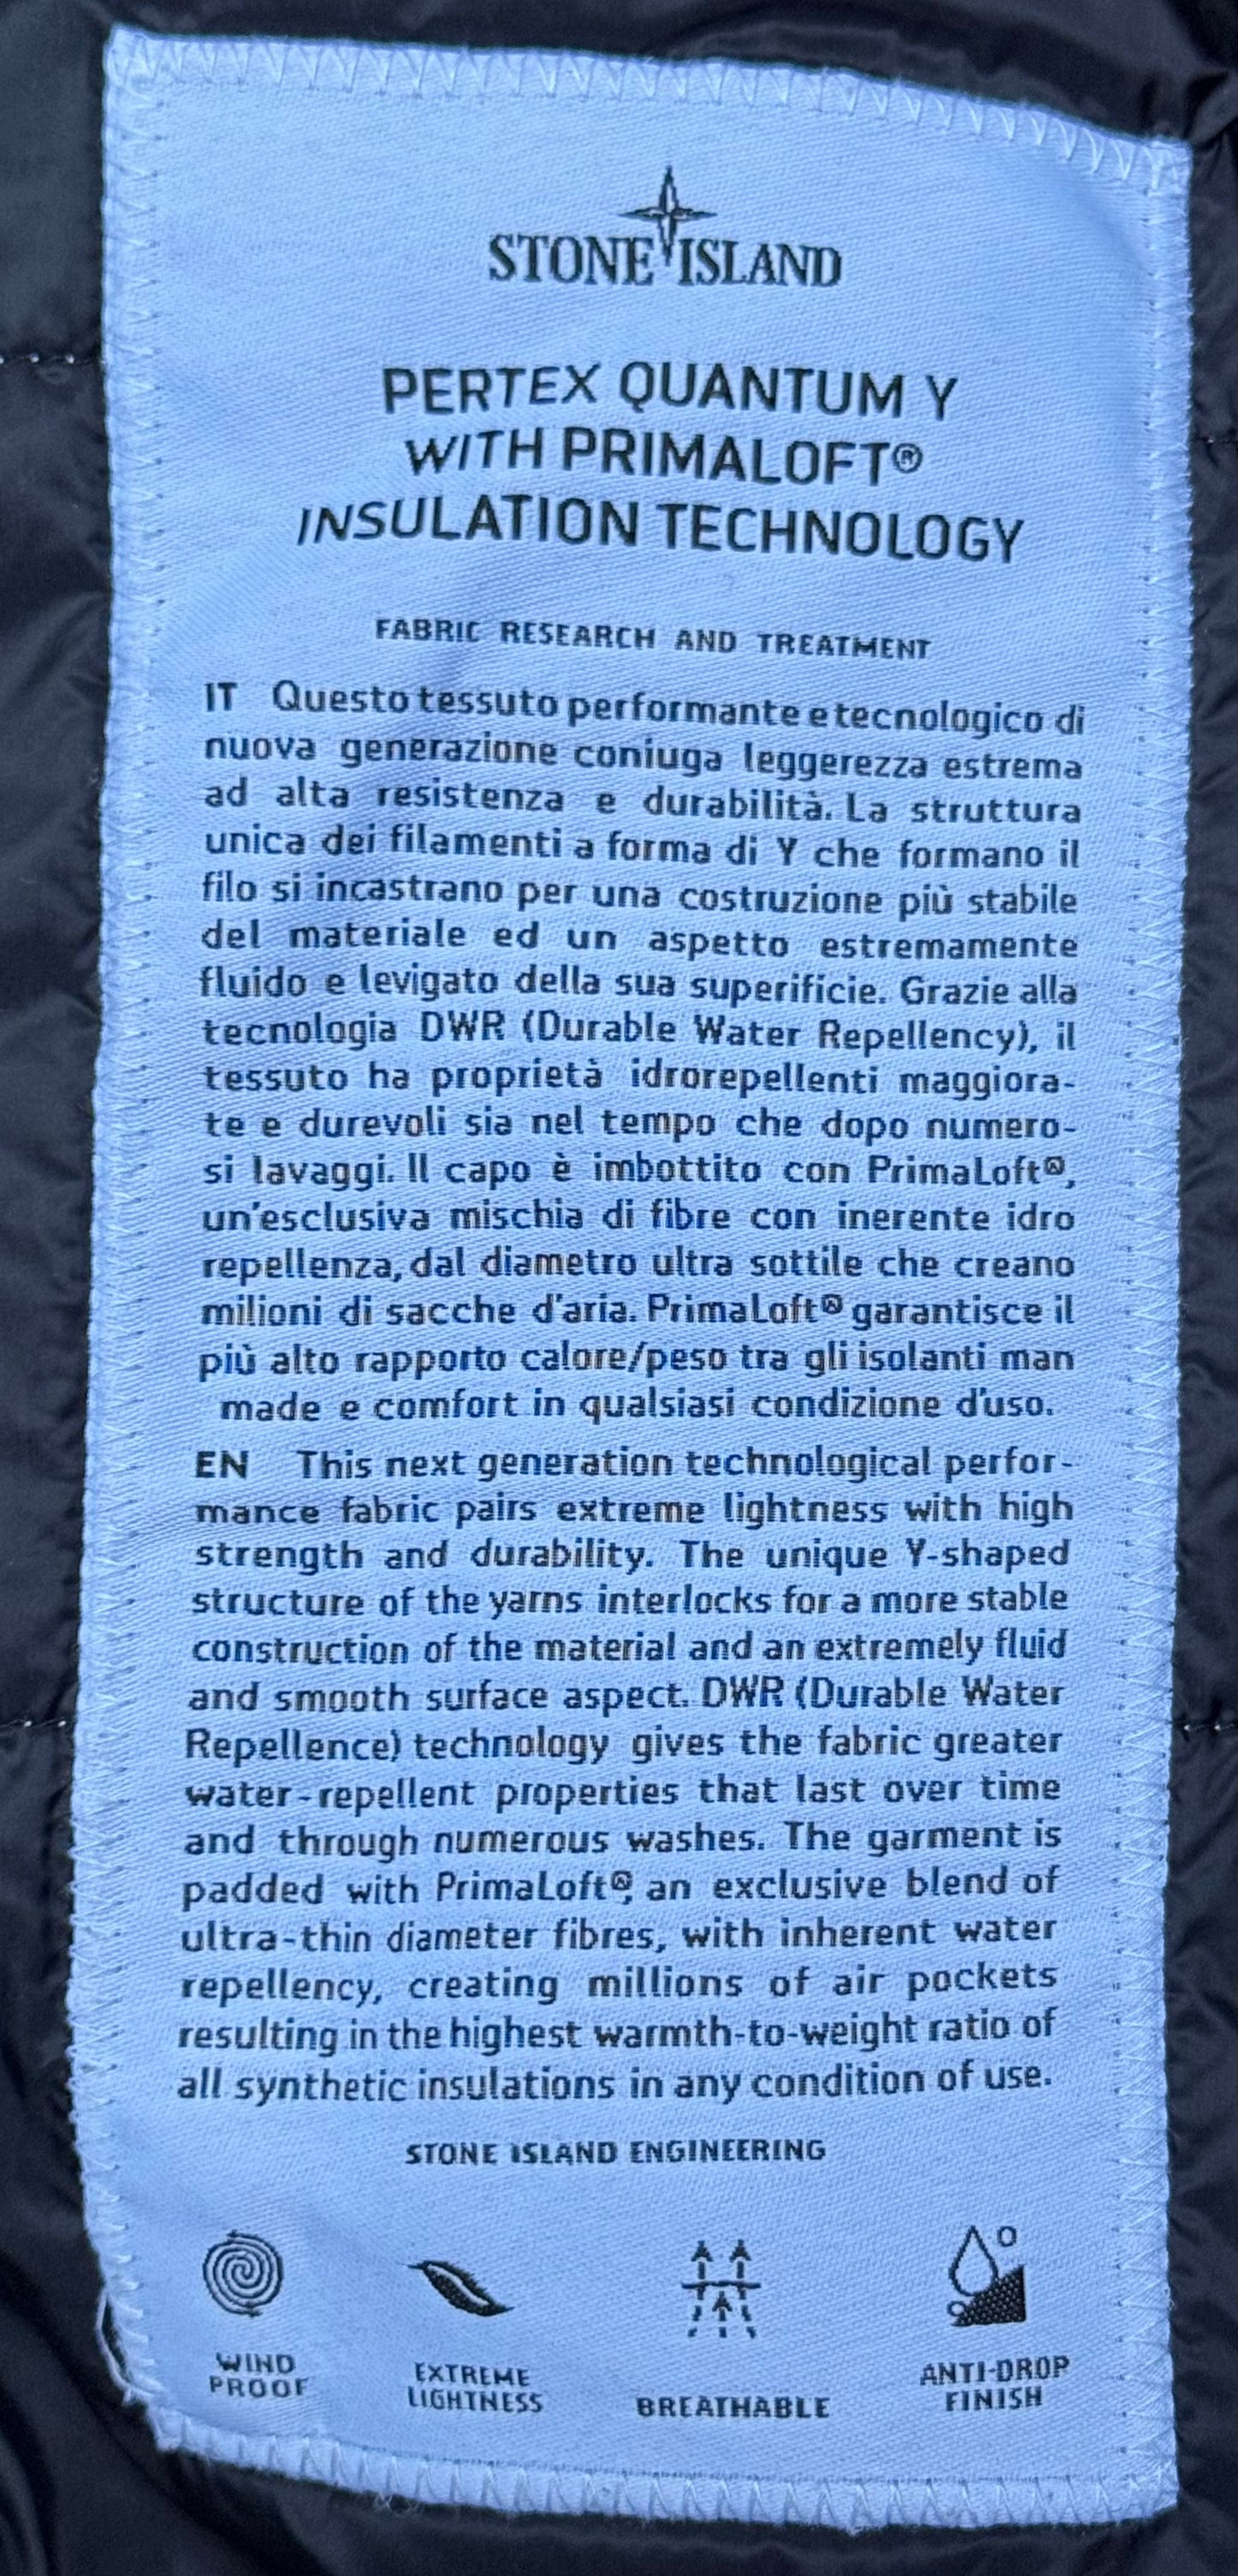 STONE ISLAND
PERTEX QUANTUM Y
WITH PRIMALOFT®
INSULATION TECHNOLOGY
FABRIC RESEARCH AND TREATMENT
IT Questo tessuto performante e tecnologico di
nuova generazione coniuga leggerezza estrema
ad alta resistenza e durabilità. La struttura
unica dei filamenti a forma di Y che formano il
filo si incastrano per una costruzione più stabile
del materiale ed un aspetto estremamente
fluido e levigato della sua superificie. Grazie alla
tecnologia DWR (Durable Water Repellency), il
tessuto ha proprietà idrorepellenti maggiora-
te e durevoli sia nel tempo che dopo numero-
si lavaggi. Il capo è imbottito con PrimaLoft®,
un'esclusiva mischia di fibre con inerente idro
repellenza, dal diametro ultra sottile che creano
milioni di sacche d'aria. PrimaLoft® garantisce il
più alto rapporto calore/peso tra gli isolanti man
made e comfort in qualsiasi condizione d'uso.
EN This next generation technological perfor-
mance fabric pairs extreme lightness with high
strength and durability. The unique Y-shaped
structure of the yarns interlocks for a more stable
construction of the material and an extremely fluid
and smooth surface aspect. DWR (Durable Water
Repellence) technology gives the fabric greater
water-repellent properties that last over time
and through numerous washes. The garment is
padded with PrimaLoft®, an exclusive blend of
ultra-thin diameter fibres, with inherent water
repellency, creating millions of air pockets
resulting in the highest warmth-to-weight ratio of
all synthetic insulations in any condition of use.
STONE ISLAND ENGINEERING
WIND
PROOF
EXTREME
LIGHTNESS
BREATHABLE
ANTI-DROP
FINISH